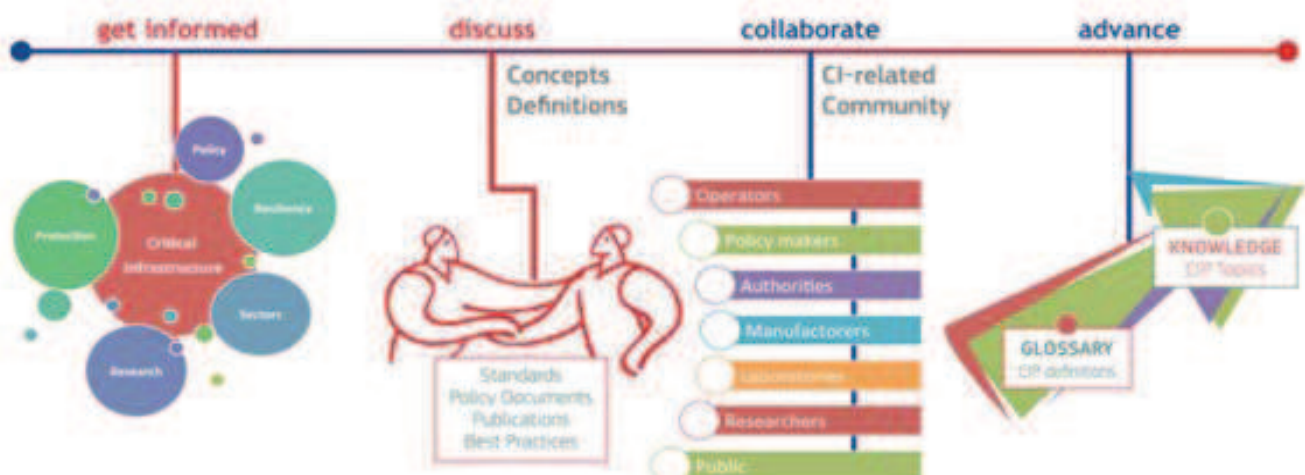 get informed
discuss
collaborate
advance
Concepts
Definitions
CI-related
Community
Policy
Resilience
Protection
Critical
Infrastructure
Sectors
Research
Standards
Policy Documents
Publications
Best Practices
Operators
Policy makers
Authorities
Manufactorers
Laboratories
Researchers
Public
KNOWLEDGE
CIP Topics
GLOSSARY
CIP definitions